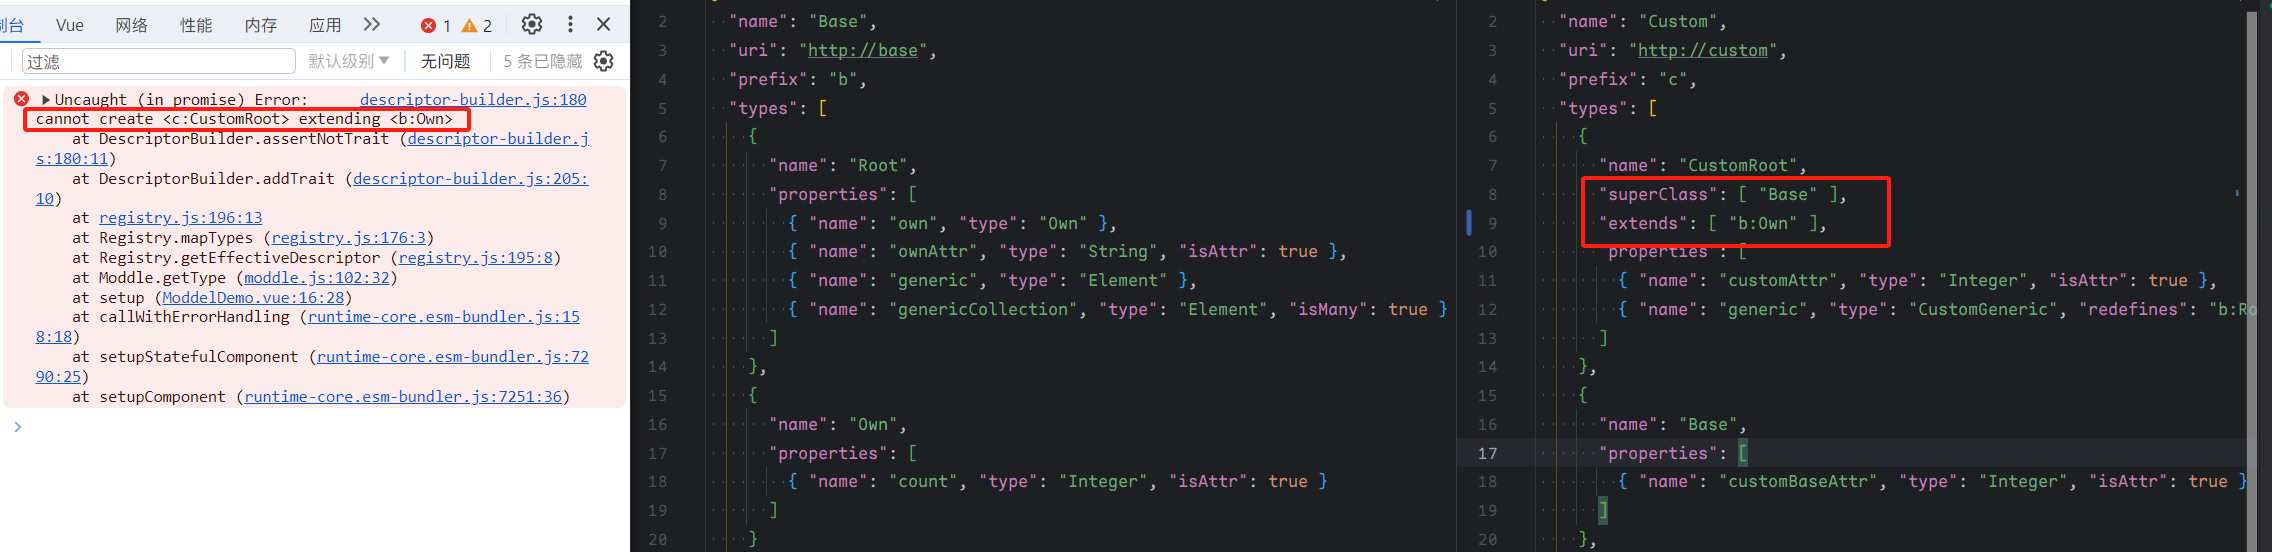 制台 Vue 网络 性能 内存 应用 1 2
过滤 默认级别 无问题 5 条已隐藏
Uncaught (in promise) Error: descriptor-builder.js:180
cannot create <c:CustomRoot> extending <b:Own>
at DescriptorBuilder.assertNotTrait (descriptor-builder.j
s:180:11)
at DescriptorBuilder.addTrait (descriptor-builder.js:205:
10)
at registry.js:196:13
at Registry.mapTypes (registry.js:176:3)
at Registry.getEffectiveDescriptor (registry.js:195:8)
at Moddle.getType (moddle.js:102:32)
at setup (ModdelDemo.vue:16:28)
at callWithErrorHandling (runtime-core.esm-bundler.js:15
8:18)
at setupStatefulComponent (runtime-core.esm-bundler.js:72
90:25)
at setupComponent (runtime-core.esm-bundler.js:7251:36)
2 "name": "Base",
3 "uri": "http://base",
4 "prefix": "b",
5 "types": [
6 {
7 "name": "Root",
8 "properties": [
9 { "name": "own", "type": "Own" },
10 { "name": "ownAttr", "type": "String", "isAttr": true },
11 { "name": "generic", "type": "Element" },
12 { "name": "genericCollection", "type": "Element", "isMany": true }
13 ]
14 },
15 {
16 "name": "Own",
17 "properties": [
18 { "name": "count", "type": "Integer", "isAttr": true }
19 ]
20 }
2 "name": "Custom",
3 "uri": "http://custom",
4 "prefix": "c",
5 "types": [
6 {
7 "name": "CustomRoot",
8 "superClass": [ "Base" ],
9 "extends": [ "b:Own" ],
10 "properties": [
11 { "name": "customAttr", "type": "Integer", "isAttr": true },
12 { "name": "generic", "type": "CustomGeneric", "redefines": "b:Ro
13 ]
14 },
15 {
16 "name": "Base",
17 "properties": [
18 { "name": "customBaseAttr", "type": "Integer", "isAttr": true }
19 ]
20 },